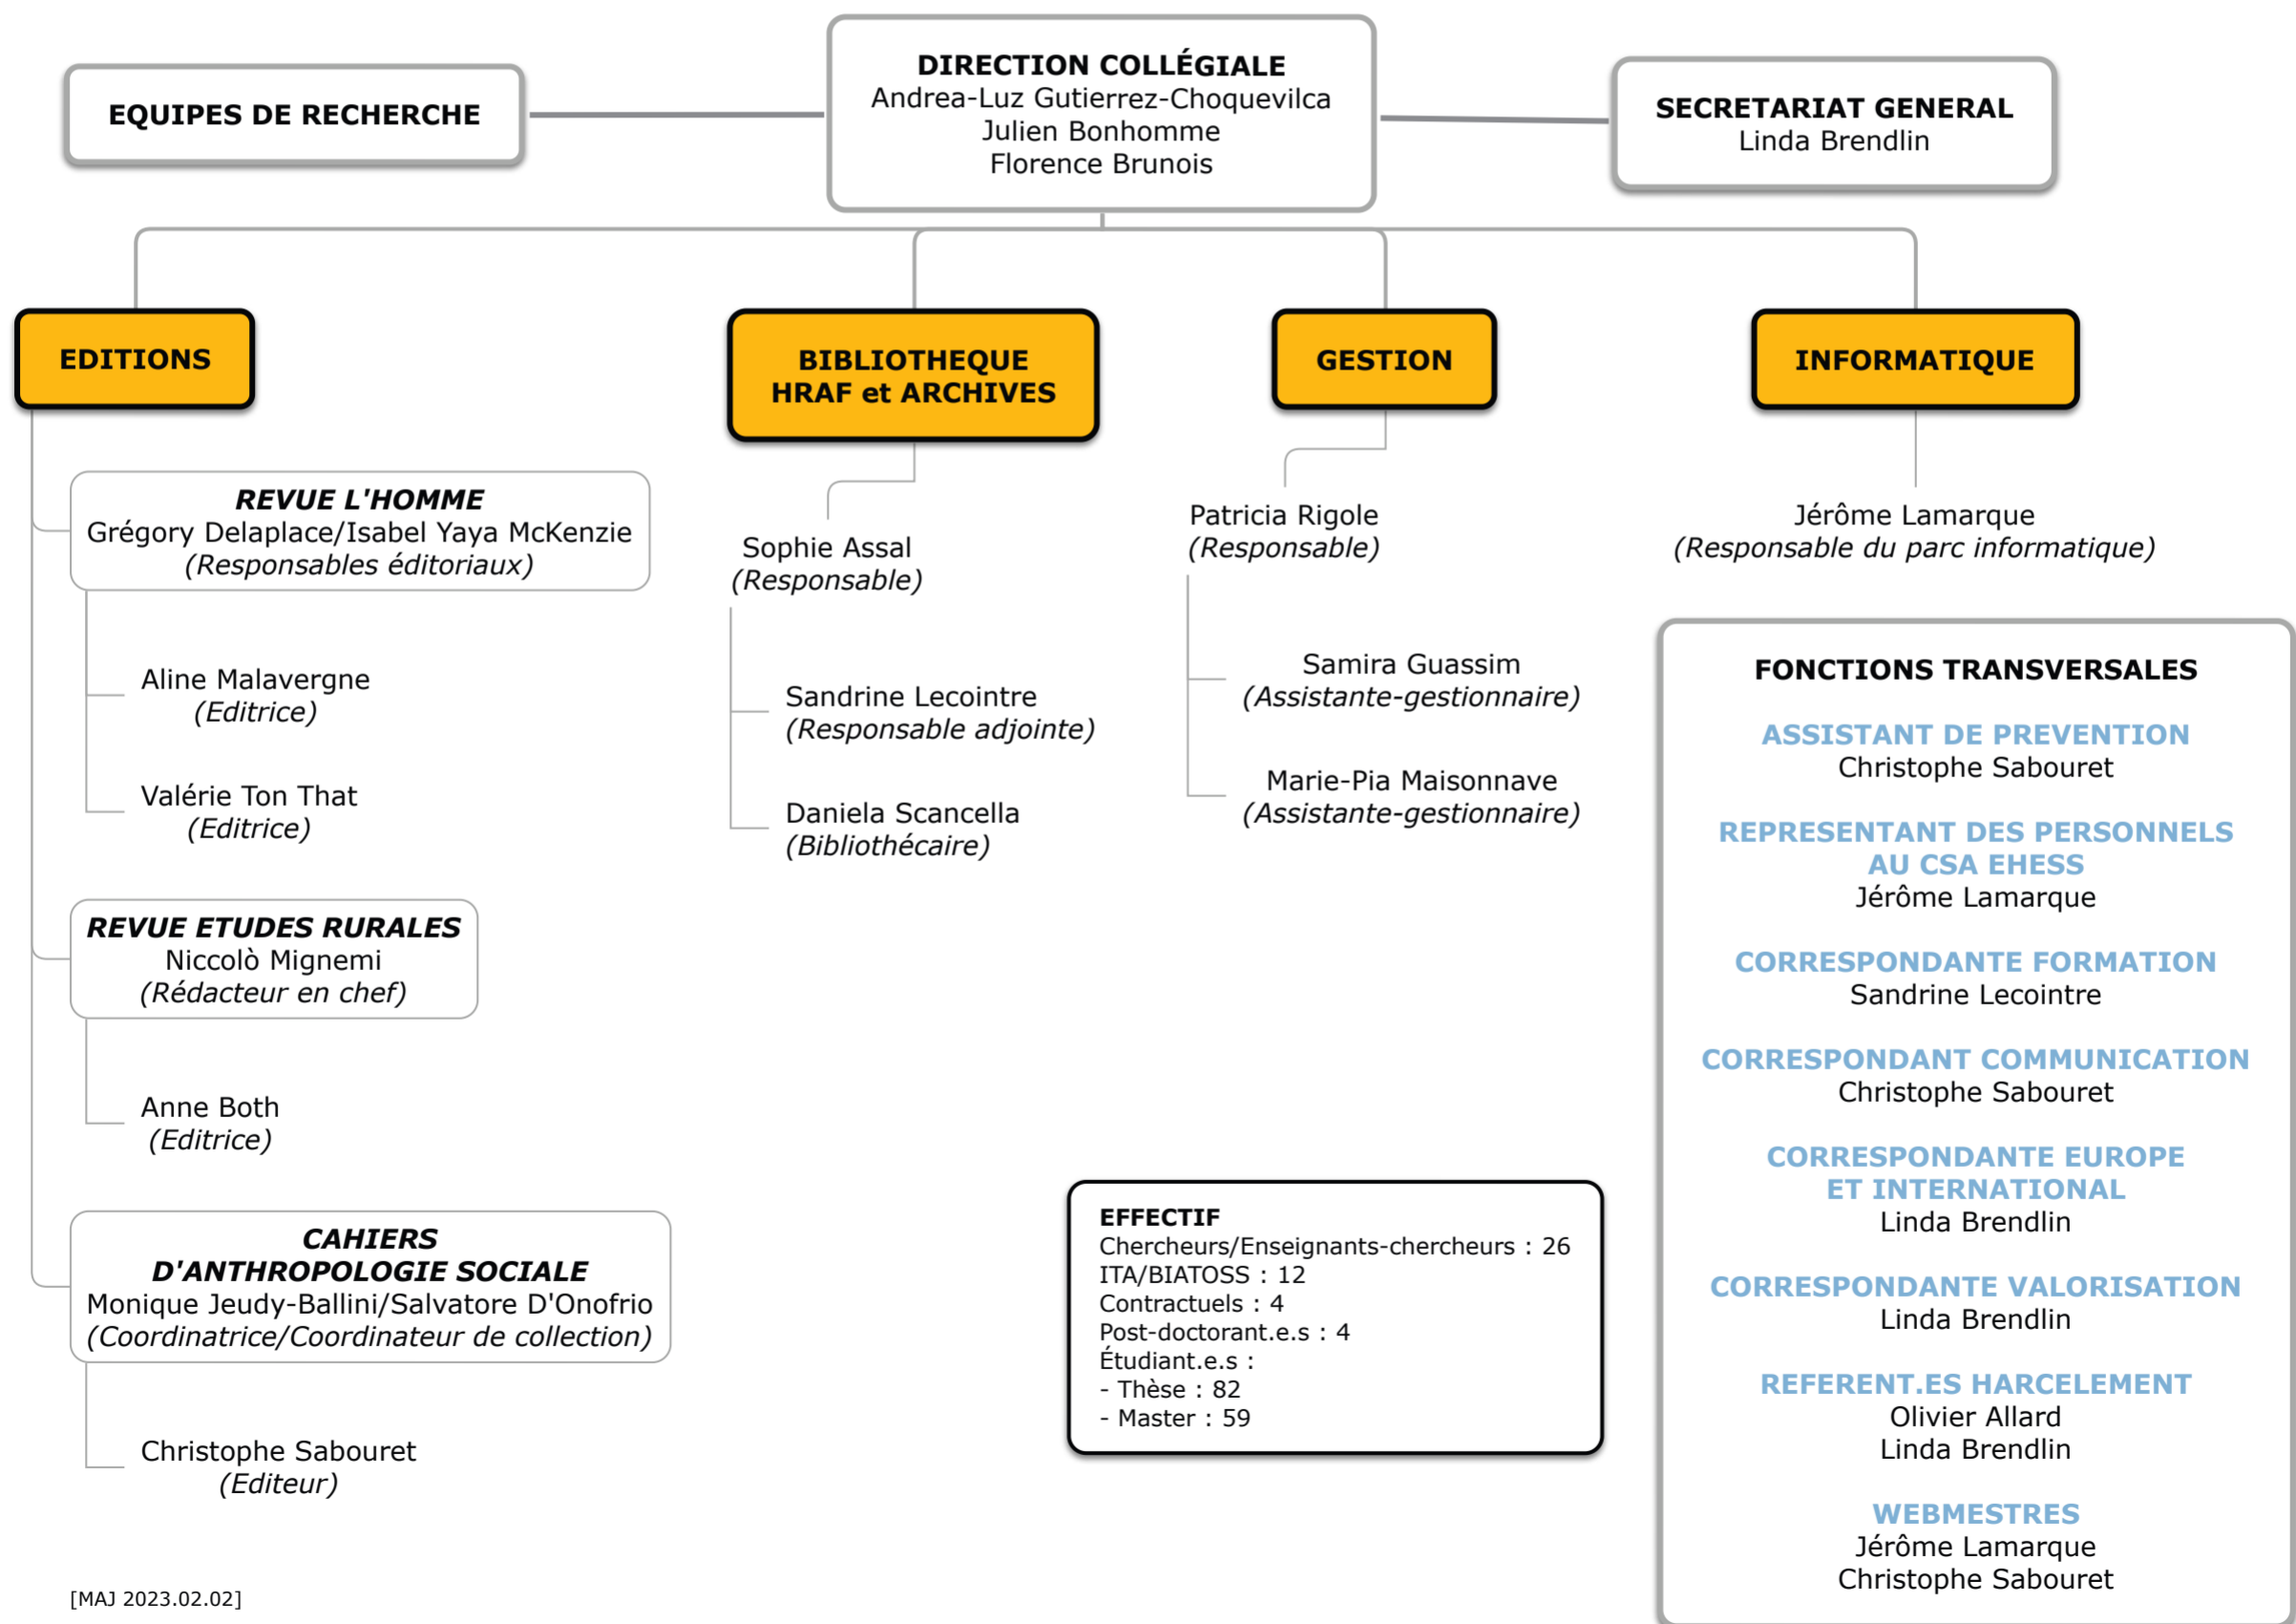 EQUIPES DE RECHERCHE
DIRECTION COLLÉGIALE
Andrea-Luz Gutierrez-Choquevilca
Julien Bonhomme
Florence Brunois
SECRETARIAT GENERAL
Linda Brendlin
EDITIONS
REVUE L'HOMME
Grégory Delaplace/Isabel Yaya McKenzie
(Responsables éditoriaux)
Aline Malavergne
(Editrice)
Valérie Ton That
(Editrice)
REVUE ETUDES RURALES
Niccolò Mignemi
(Rédacteur en chef)
Anne Both
(Editrice)
CAHIERS
D'ANTHROPOLOGIE SOCIALE
Monique Jeudy-Ballini/Salvatore D'Onofrio
(Coordinatrice/Coordinateur de collection)
Christophe Sabouret
(Editeur)
BIBLIOTHEQUE
HRAF et ARCHIVES
Sophie Assal
(Responsable)
Sandrine Lecointre
(Responsable adjointe)
Daniela Scancella
(Bibliothécaire)
GESTION
Patricia Rigole
(Responsable)
Samira Guassim
(Assistante-gestionnaire)
Marie-Pia Maisonnave
(Assistante-gestionnaire)
INFORMATIQUE
Jérôme Lamarque
(Responsable du parc informatique)
FONCTIONS TRANSVERSALES
ASSISTANT DE PREVENTION
Christophe Sabouret
REPRESENTANT DES PERSONNELS
AU CSA EHESS
Jérôme Lamarque
CORRESPONDANTE FORMATION
Sandrine Lecointre
CORRESPONDANT COMMUNICATION
Christophe Sabouret
CORRESPONDANTE EUROPE
ET INTERNATIONAL
Linda Brendlin
CORRESPONDANTE VALORISATION
Linda Brendlin
REFERENT.ES HARCELEMENT
Olivier Allard
Linda Brendlin
WEBMESTRES
Jérôme Lamarque
Christophe Sabouret
EFFECTIF
Chercheurs/Enseignants-chercheurs : 26
ITA/BIATOSS : 12
Contractuels : 4
Post-doctorant.e.s : 4
Étudiant.e.s :
- Thèse : 82
- Master : 59
[MAJ 2023.02.02]